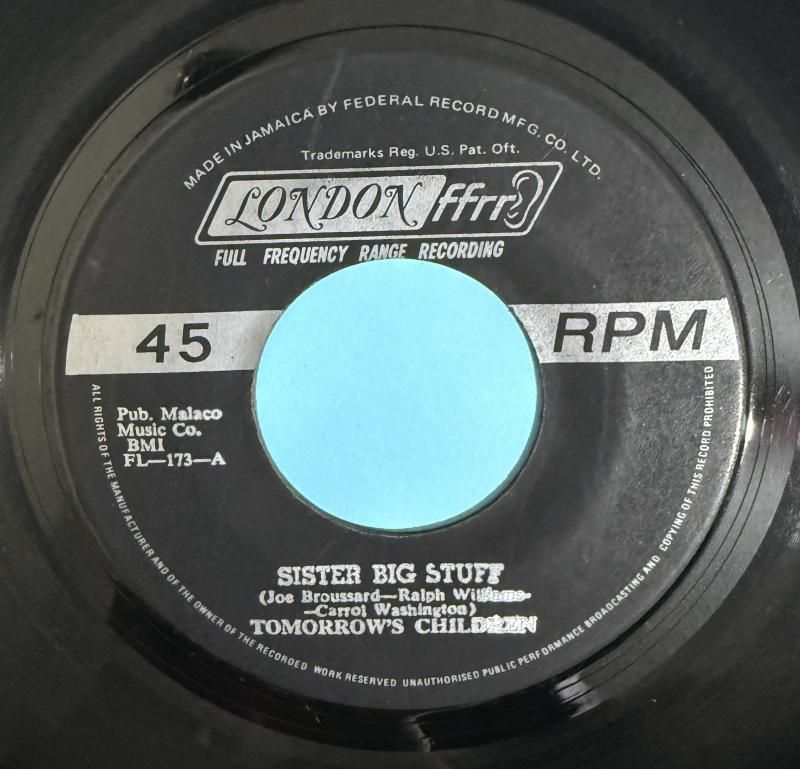 MADE IN JAMAICA BY FEDERAL RECORD MFG. CO. LTD.
Trademarks Reg. U.S. Pat. Oft.
LONDON ffrr
FULL FREQUENCY RANGE RECORDING
45 RPM
Pub. Malaco
Music Co.
BMI
FL—173—A
SISTER BIG STUFF
(Joe Broussard—Ralph Williams-
-Carrol Washington)
TOMORROW'S CHILDREN
ALL RIGHTS OF THE MANUFACTURER AND OF THE OWNER OF THE RECORDED WORK RESERVED UNAUTHORISED PUBLIC PERFORMANCE BROADCASTING AND COPYING OF THIS RECORD PROHIBITED